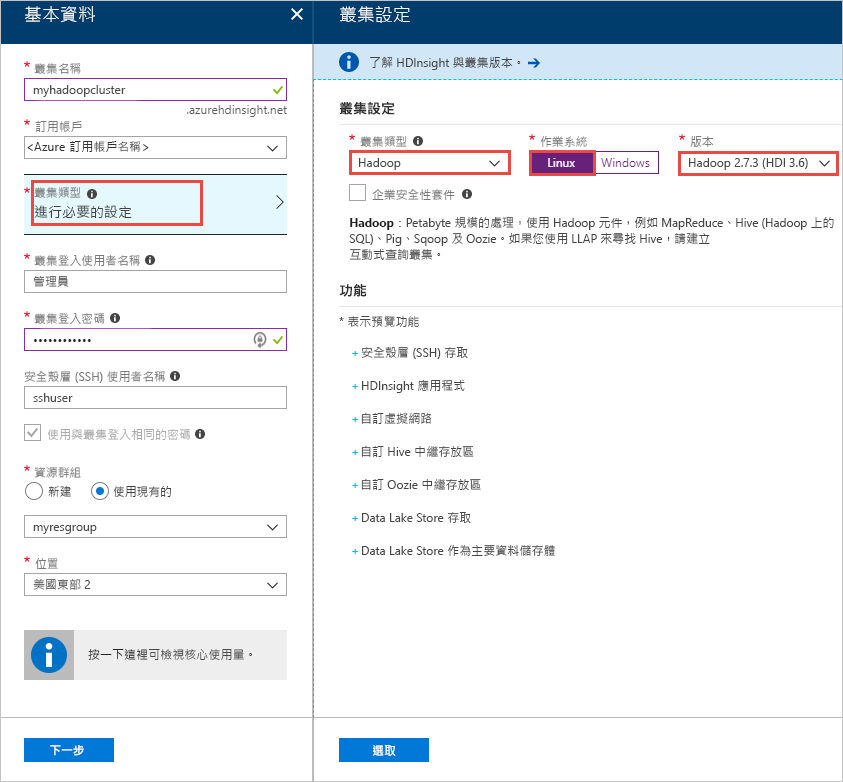 基本資料
* 叢集名稱
myhadoopcluster
.azurehdinsight.net
* 訂用帳戶
<Azure 訂用帳戶名稱>
* 叢集類型
進行必要的設定
* 叢集登入使用者名稱
管理員
* 叢集登入密碼
••••••••••••
安全殼層 (SSH) 使用者名稱
sshuser
使用與叢集登入相同的密碼
* 資源群組
新建 使用現有的
myresgroup
* 位置
美國東部 2
按一下這裡可檢視核心使用量。
下一步
叢集設定
了解 HDInsight 與叢集版本。
叢集設定
* 叢集類型 * 作業系統 * 版本
Hadoop Linux Windows Hadoop 2.7.3 (HDI 3.6)
企業安全性套件
Hadoop：Petabyte 規模的處理，使用 Hadoop 元件，例如 MapReduce、Hive (Hadoop 上的
SQL)、Pig、Sqoop 及 Oozie。如果您使用 LLAP 來尋找 Hive，請建立
互動式查詢叢集。
功能
* 表示預覽功能
+ 安全殼層 (SSH) 存取
+ HDInsight 應用程式
+ 自訂虛擬網路
+ 自訂 Hive 中繼存放區
+ 自訂 Oozie 中繼存放區
+ Data Lake Store 存取
+ Data Lake Store 作為主要資料儲存體
選取